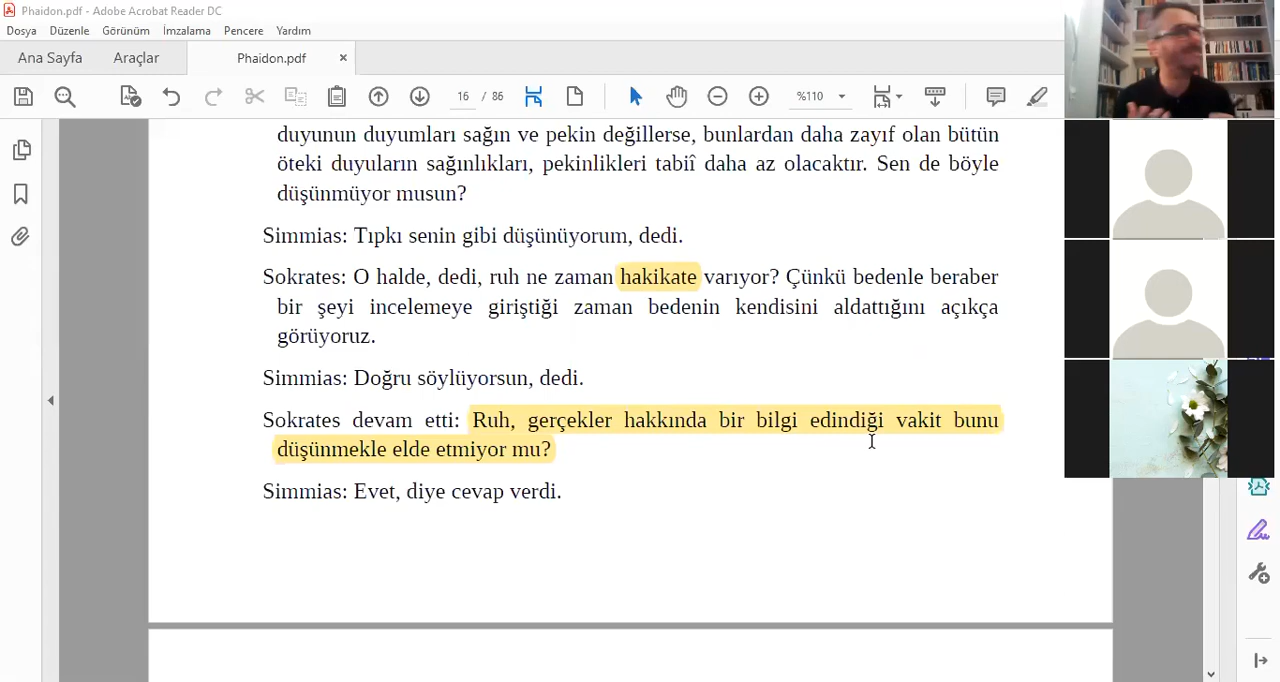 Phaidon.pdf - Adobe Acrobat Reader DC
Dosya Düzenle Görünüm İmzalama Pencere Yardım
Ana Sayfa Araçlar Phaidon.pdf ×
16 / 86 %110
duyunun duyumları sağın ve pekin değillerse, bunlardan daha zayıf olan bütün
öteki duyuların sağınlıkları, pekinlikleri tabiî daha az olacaktır. Sen de böyle
düşünmüyor musun?
Simmias: Tıpkı senin gibi düşünüyorum, dedi.
Sokrates: O halde, dedi, ruh ne zaman hakikate varıyor? Çünkü bedenle beraber
bir şeyi incelemeye giriştiği zaman bedenin kendisini aldattığını açıkça
görüyoruz.
Simmias: Doğru söylüyorsun, dedi.
Sokrates devam etti: Ruh, gerçekler hakkında bir bilgi edindiği vakit bunu
düşünmekle elde etmiyor mu?
Simmias: Evet, diye cevap verdi.